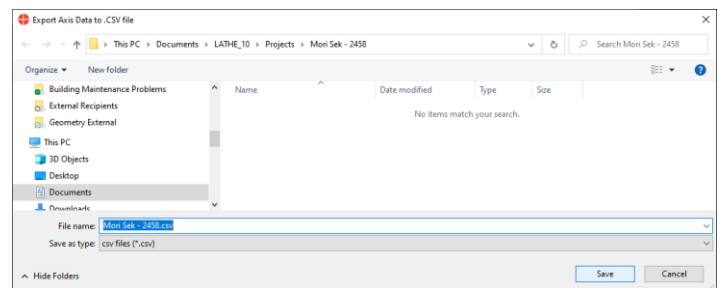 Export Axis Data to .CSV file
This PC > Documents > LATHE_10 > Projects > Mori Sek - 2458
Search Mori Sek - 2458
Organize New folder
Building Maintenance Problems
External Recipients
Geometry External
This PC
3D Objects
Desktop
Documents
Downloads
Name Date modified Type Size
No items match your search.
File name: Mori Sek - 2458.csv
Save as type: csv files (*.csv)
Hide Folders Save Cancel